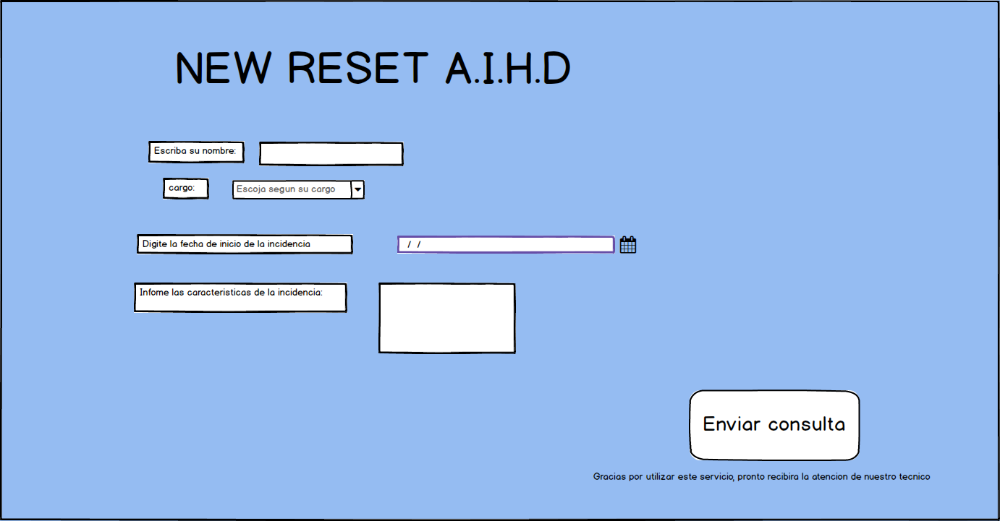 NEW RESET A.I.H.D
Escriba su nombre:
cargo:
Escoja segun su cargo
Digite la fecha de inicio de la incidencia
/ /
Infome las caracteristicas de la incidencia:
Enviar consulta
Gracias por utilizar este servicio, pronto recibira la atencion de nuestro tecnico